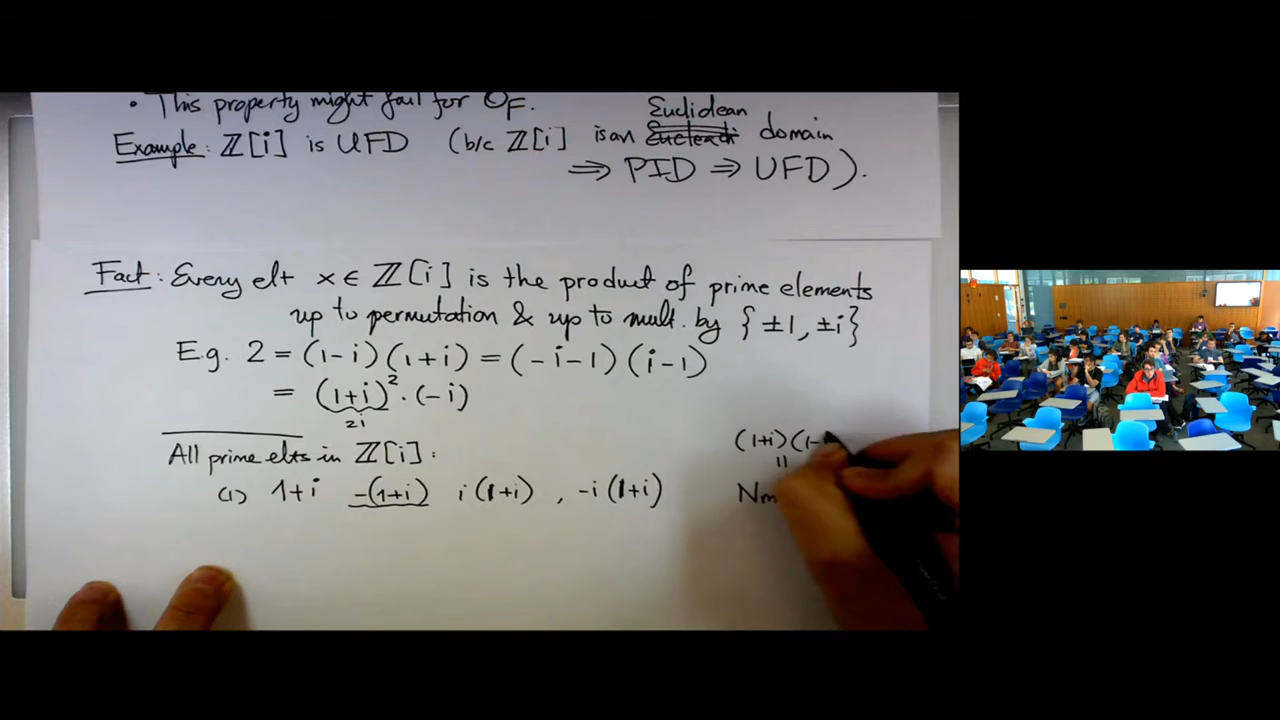 • This property might fail for O_F.
Example: ℤ[i] is UFD (b/c ℤ[i] is an Euclidean domain
⇒ PID ⇒ UFD).
Fact: Every elt x ∈ ℤ[i] is the product of prime elements
up to permutation & up to mult. by {±1, ±i}
E.g. 2 = (1-i)(1+i) = (-i-1)(i-1)
= (1+i)²·(-i)
2i
All prime elts in ℤ[i]:
(1) 1+i -(1+i) i(1+i), -i(1+i)
(1+i)(1-
||
Nm